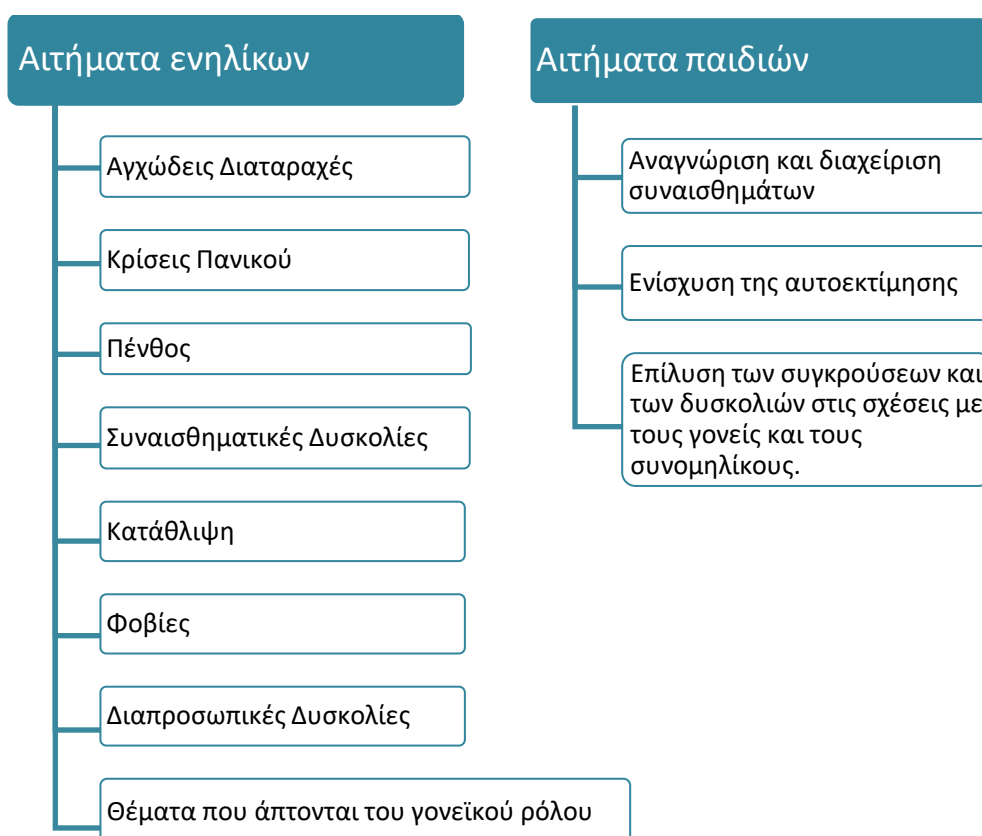 Αιτήματα ενηλίκων
Αγχώδεις Διαταραχές
Κρίσεις Πανικού
Πένθος
Συναισθηματικές Δυσκολίες
Κατάθλιψη
Φοβίες
Διαπροσωπικές Δυσκολίες
Θέματα που άπτονται του γονεϊκού ρόλου
Αιτήματα παιδιών
Αναγνώριση και διαχείριση
συναισθημάτων
Ενίσχυση της αυτοεκτίμησης
Επίλυση των συγκρούσεων και
των δυσκολιών στις σχέσεις με
τους γονείς και τους
συνομηλίκους.